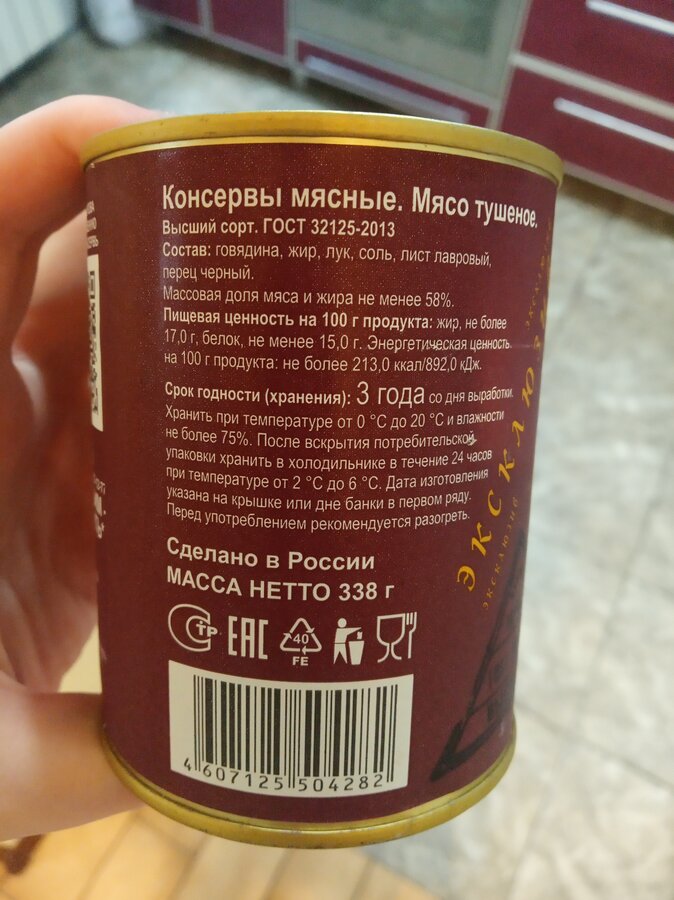 Консервы мясные. Мясо тушеное.
Высший сорт. ГОСТ 32125-2013
Состав: говядина, жир, лук, соль, лист лавровый,
перец черный.
Массовая доля мяса и жира не менее 58%.
Пищевая ценность на 100 г продукта: жир, не более
17,0 г, белок, не менее 15,0 г. Энергетическая ценность
на 100 г продукта: не более 213,0 ккал/892,0 кДж.
Срок годности (хранения): 3 года со дня выработки.
Хранить при температуре от 0 °С до 20 °С и влажности
не более 75%. После вскрытия потребительской
упаковки хранить в холодильнике в течение 24 часов
при температуре от 2 °С до 6 °С. Дата изготовления
указана на крышке или дне банки в первом ряду.
Перед употреблением рекомендуется разогреть.
Сделано в России
МАССА НЕТТО 338 г
СТР EAC 40
FE
4 607125 504282
ЭКСКЛЮЗИВ